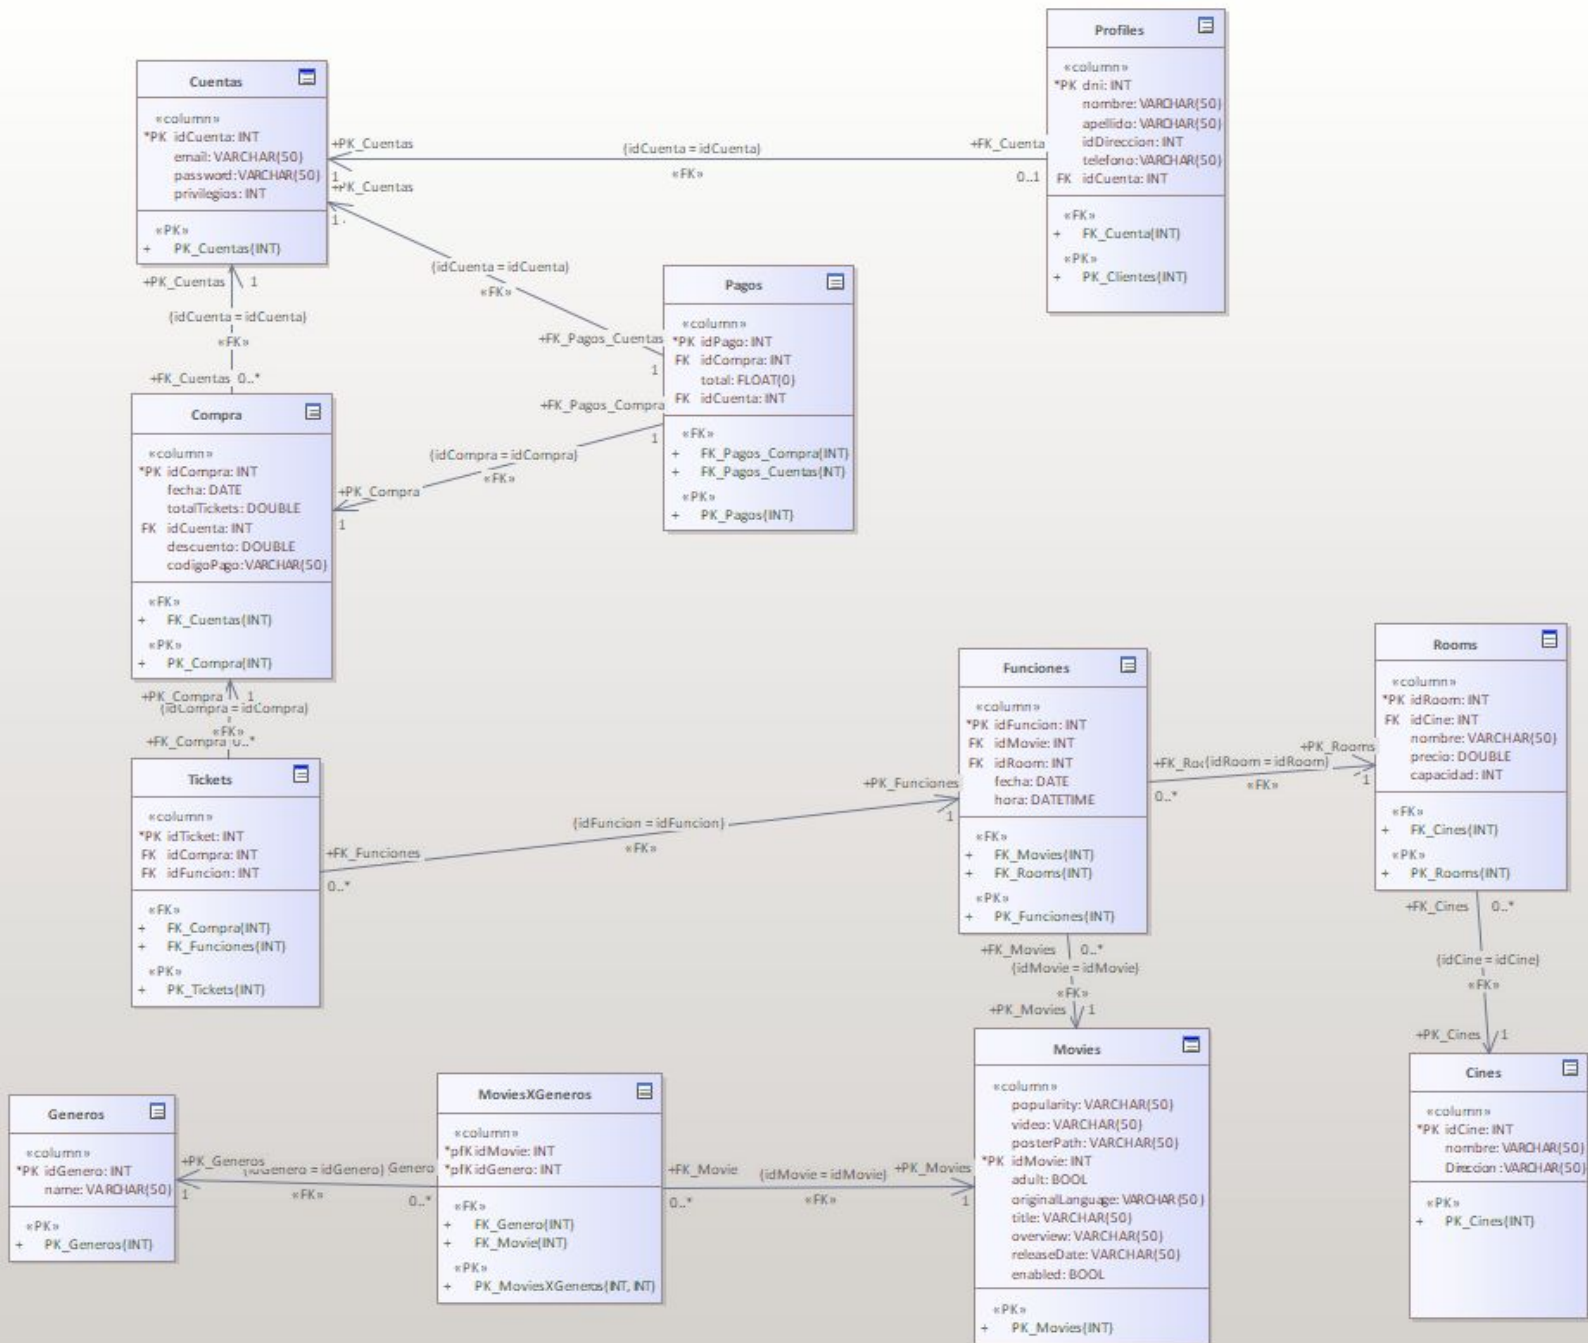 Profiles
«column»
*PK dni: INT
nombre: VARCHAR(50)
apellido: VARCHAR(50)
idDireccion: INT
telefono: VARCHAR(50)
FK idCuenta: INT
«FK»
+ FK_Cuenta(INT)
«PK»
+ PK_Clientes(INT)
Cuentas
«column»
*PK idCuenta: INT
email: VARCHAR(50)
password: VARCHAR(50)
privilegios: INT
«PK»
+ PK_Cuentas(INT)
+PK_Cuentas
1
{idCuenta = idCuenta}
«FK»
+FK_Cuenta
0..1
+PK_Cuentas
1
{idCuenta = idCuenta}
«FK»
+FK_Pagos_Cuentas
1
Pagos
«column»
*PK idPago: INT
FK idCompra: INT
total: FLOAT(0)
FK idCuenta: INT
«FK»
+ FK_Pagos_Compra(INT)
+ FK_Pagos_Cuentas(INT)
«PK»
+ PK_Pagos(INT)
+PK_Cuentas 1
{idCuenta = idCuenta}
«FK»
+FK_Cuentas 0..*
+FK_Pagos_Compra
1
{idCompra = idCompra}
«FK»
+PK_Compra
1
Compra
«column»
*PK idCompra: INT
fecha: DATE
totalTickets: DOUBLE
FK idCuenta: INT
descuento: DOUBLE
codigoPago: VARCHAR(50)
«FK»
+ FK_Cuentas(INT)
«PK»
+ PK_Compra(INT)
+PK_Compra 1
{idCompra = idCompra}
«FK»
+FK_Compra 0..*
Tickets
«column»
*PK idTicket: INT
FK idCompra: INT
FK idFuncion: INT
«FK»
+ FK_Compra(INT)
+ FK_Funciones(INT)
«PK»
+ PK_Tickets(INT)
+FK_Funciones
0..*
{idFuncion = idFuncion}
«FK»
+PK_Funciones
1
Funciones
«column»
*PK idFuncion: INT
FK idMovie: INT
FK idRoom: INT
fecha: DATE
hora: DATETIME
«FK»
+ FK_Movies(INT)
+ FK_Rooms(INT)
«PK»
+ PK_Funciones(INT)
+FK_Roo
0..*
{idRoom = idRoom}
«FK»
+PK_Rooms
1
Rooms
«column»
*PK idRoom: INT
FK idCine: INT
nombre: VARCHAR(50)
precio: DOUBLE
capacidad: INT
«FK»
+ FK_Cines(INT)
«PK»
+ PK_Rooms(INT)
+FK_Cines 0..*
{idCine = idCine}
«FK»
+PK_Cines 1
+FK_Movies 0..*
{idMovie = idMovie}
«FK»
+PK_Movies 1
Cines
«column»
*PK idCine: INT
nombre: VARCHAR(50)
Direccion: VARCHAR(50)
«PK»
+ PK_Cines(INT)
Movies
«column»
popularity: VARCHAR(50)
video: VARCHAR(50)
posterPath: VARCHAR(50)
*PK idMovie: INT
adult: BOOL
originalLanguage: VARCHAR(50)
title: VARCHAR(50)
overview: VARCHAR(50)
releaseDate: VARCHAR(50)
enabled: BOOL
«PK»
+ PK_Movies(INT)
MoviesXGeneros
«column»
*pfK idMovie: INT
*pfK idGenero: INT
«FK»
+ FK_Genero(INT)
+ FK_Movie(INT)
«PK»
+ PK_MoviesXGeneros(INT, INT)
+FK_Movie
0..*
{idMovie = idMovie}
«FK»
+PK_Movies
1
Generos
«column»
*PK idGenero: INT
name: VARCHAR(50)
«PK»
+ PK_Generos(INT)
+PK_Generos
1
{idGenero = idGenero}
«FK»
Genero
0..*